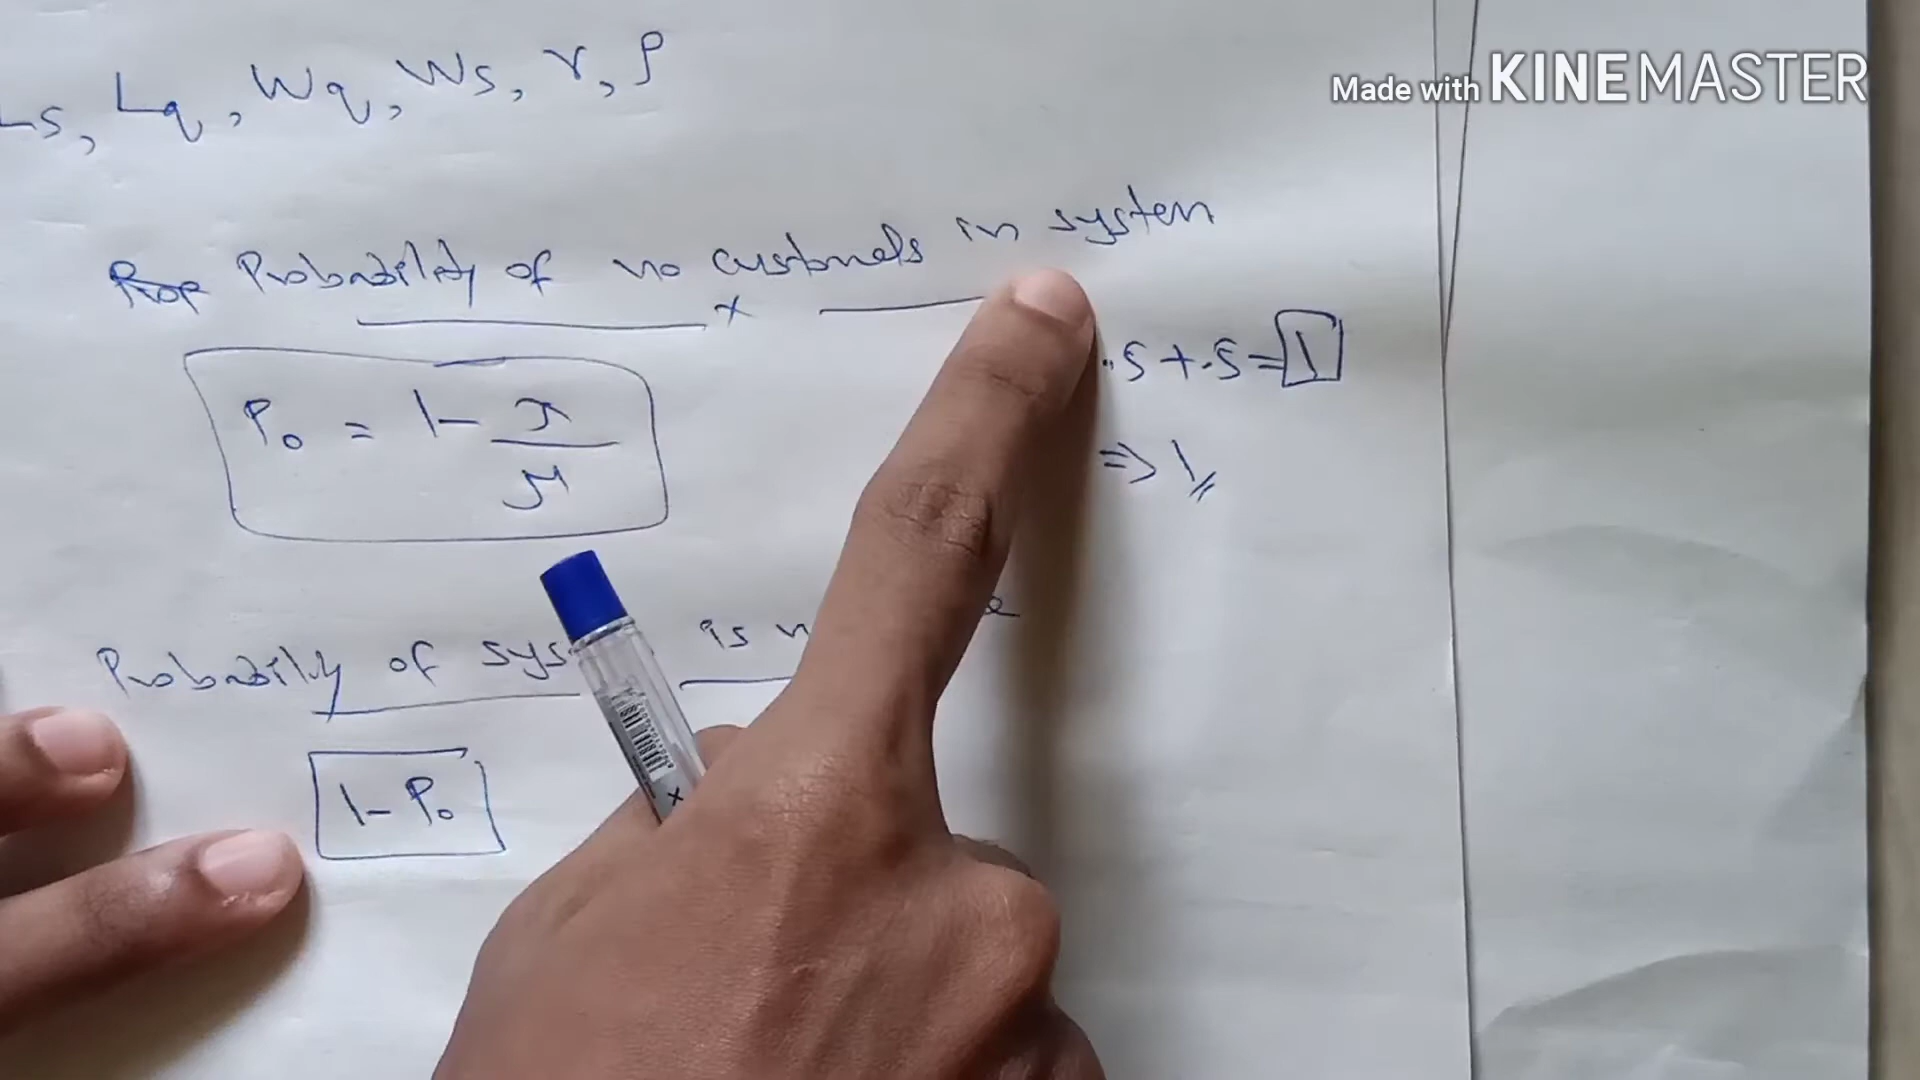 Made with KINEMASTER
Ls, Lq, Wq, Ws, r, ρ
Probability of no customers in system
.5 + .5 = 1
P₀ = 1 - λ/μ
⇒ 1
Probability of is
1 - P₀